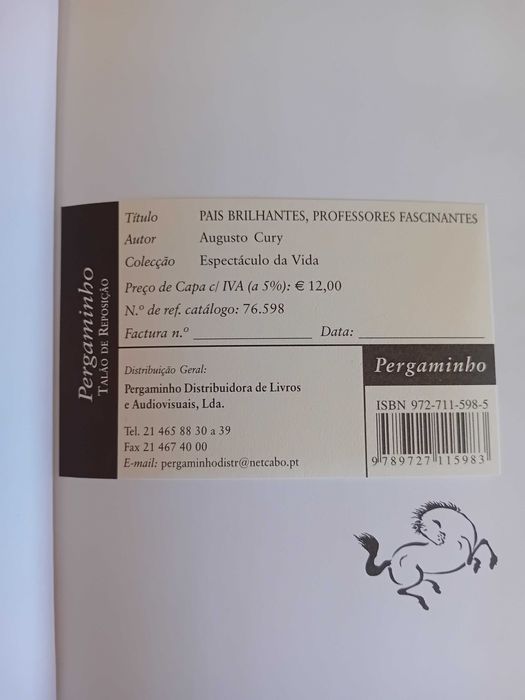 Pergaminho
TALÃO DE REPOSIÇÃO
Título PAIS BRILHANTES, PROFESSORES FASCINANTES
Autor Augusto Cury
Colecção Espectáculo da Vida
Preço de Capa c/ IVA (a 5%): € 12,00
N.º de ref. catálogo: 76.598
Factura n.º ____________________ Data: ____________________
Distribuição Geral:
Pergaminho Distribuidora de Livros
e Audiovisuais, Lda.
Tel. 21 465 88 30 a 39
Fax 21 467 40 00
E-mail: pergaminhodistr@netcabo.pt
Pergaminho
ISBN 972-711-598-5
9 789727 115983